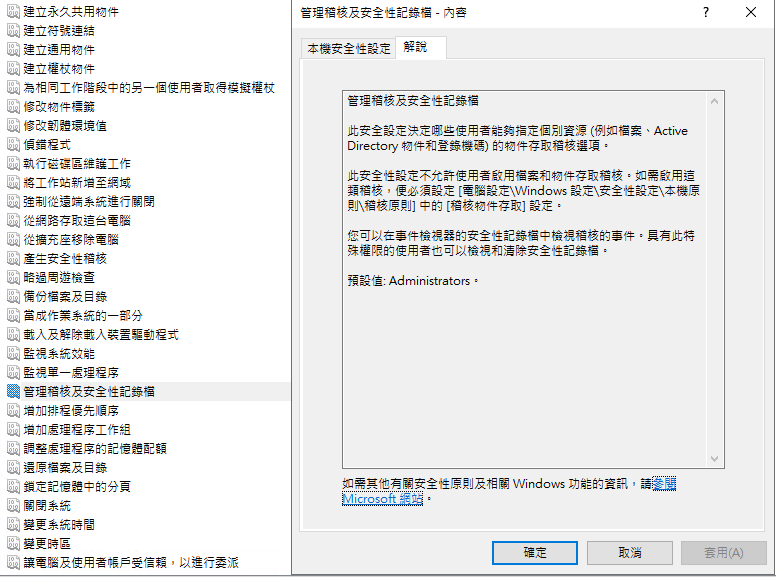 建立永久共用物件
建立符號連結
建立通用物件
建立權杖物件
為相同工作階段中的另一個使用者取得模擬權杖
修改物件標籤
修改韌體環境值
偵錯程式
執行磁碟區維護工作
將工作站新增至網域
強制從遠端系統進行關閉
從網路存取這台電腦
從擴充座移除電腦
產生安全性稽核
略過周遊檢查
備份檔案及目錄
當成作業系統的一部分
載入及解除載入裝置驅動程式
監視系統效能
監視單一處理程序
管理稽核及安全性記錄檔
增加排程優先順序
增加處理程序工作組
調整處理程序的記憶體配額
還原檔案及目錄
鎖定記憶體中的分頁
關閉系統
變更系統時間
變更時區
讓電腦及使用者帳戶受信賴，以進行委派
管理稽核及安全性記錄檔 - 內容
?
本機安全性設定
解說
管理稽核及安全性記錄檔
此安全設定決定哪些使用者能夠指定個別資源 (例如檔案、Active
Directory 物件和登錄機碼) 的物件存取稽核選項。
此安全性設定不允許使用者啟用檔案和物件存取稽核。如需啟用這
類稽核，便必須設定 [電腦設定\Windows 設定\安全性設定\本機原
則\稽核原則] 中的 [稽核物件存取] 設定。
您可以在事件檢視器的安全性記錄檔中檢視稽核的事件。具有此特
殊權限的使用者也可以檢視和清除安全性記錄檔。
預設值: Administrators。
如需其他有關安全性原則及相關 Windows 功能的資訊，請參閱
Microsoft 網站。
確定
取消
套用(A)